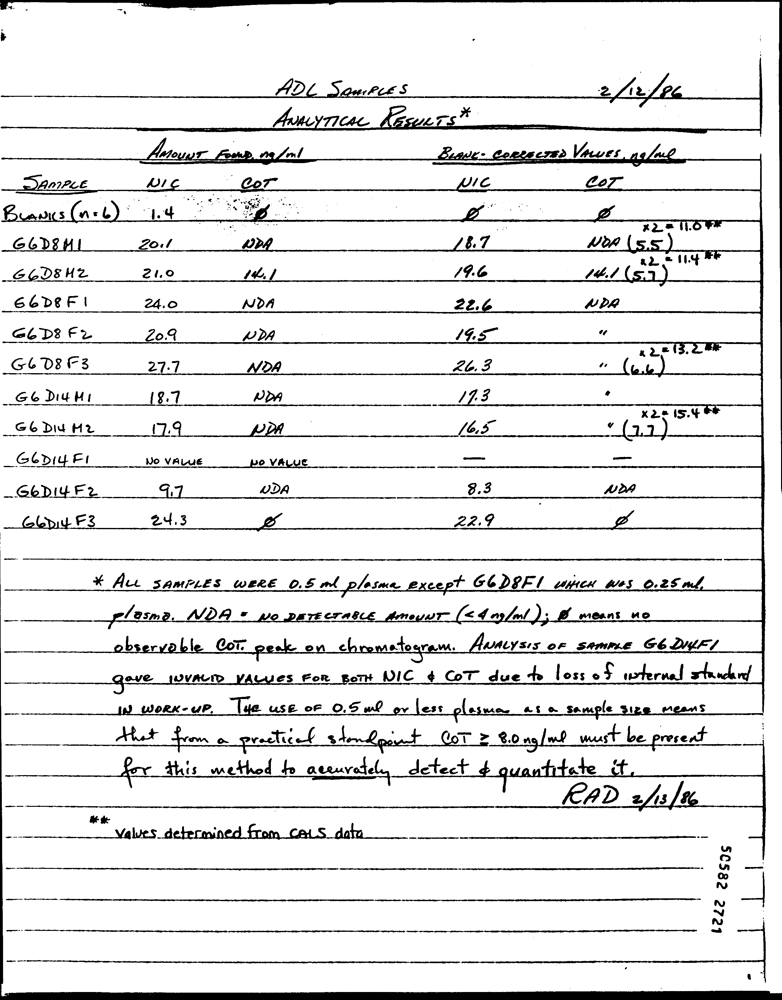 ADL SAMPLES 2/12/86
ANALYTICAL RESULTS*
AMOUNT FOUND, ng/ml BLANK-CORRECTED VALUES, ng/ml
SAMPLE NIC COT NIC COT
BLANKS (n=6) 1.4 Ø Ø Ø
x2 = 11.0**
G6D8M1 20.1 NDA 18.7 NDA (5.5)
x2 = 11.4**
G6D8M2 21.0 14.1 19.6 14.1 (5.7)
G6D8F1 24.0 NDA 22.6 NDA
G6D8F2 20.9 NDA 19.5 "
x2 = 13.2**
G6D8F3 27.7 NDA 26.3 " (6.6)
G6D14M1 18.7 NDA 17.3 "
x2 = 15.4**
G6D14M2 17.9 NDA 16.5 " (7.7)
G6D14F1 NO VALUE NO VALUE — —
G6D14F2 9.7 NDA 8.3 NDA
G6D14F3 24.3 Ø 22.9 Ø
* ALL SAMPLES WERE 0.5 ml plasma except G6D8F1 WHICH WAS 0.25 ml.
plasma. NDA = NO DETECTABLE AMOUNT (<4 ng/ml); Ø means no
observable COT. peak on chromatogram. ANALYSIS OF SAMPLE G6D14F1
gave INVALID VALUES FOR BOTH NIC & COT due to loss of internal standard
IN WORK-UP. THE USE OF 0.5 ml or less plasma as a sample size means
that from a practical standpoint COT ≥ 8.0 ng/ml must be present
for this method to accurately detect & quantitate it.
RAD 2/13/86
** values determined from CALS data
50582 2721